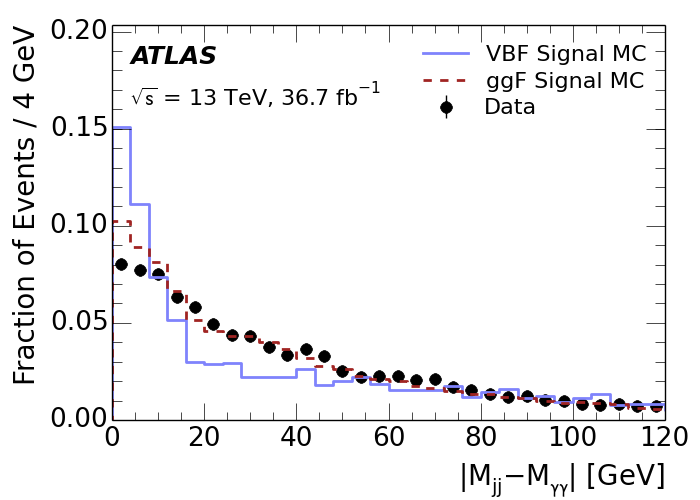 ATLAS
√s = 13 TeV, 36.7 fb⁻¹
VBF Signal MC
ggF Signal MC
Data
Fraction of Events / 4 GeV
0.20
0.15
0.10
0.05
0.00
0 20 40 60 80 100 120
|Mjj−Mγγ| [GeV]